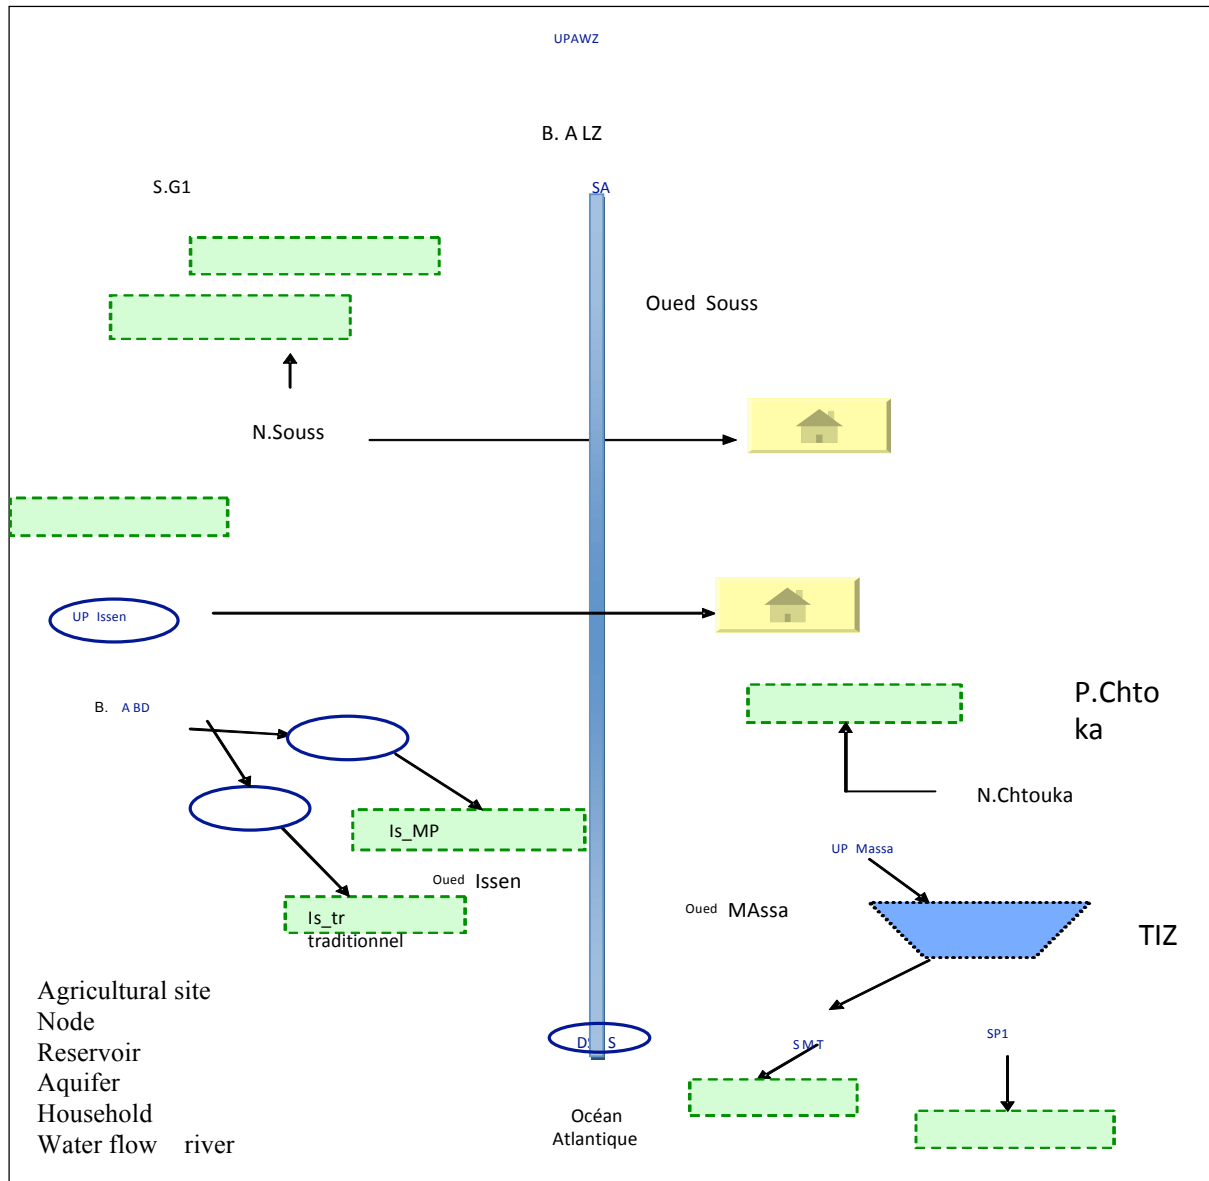 UPAWZ
B. A LZ
S.G1
SA
Oued Souss
N.Souss
UP Issen
B. A BD
P.Chto
ka
N.Chtouka
Is_MP
UP Massa
Oued Issen
Oued MAssa
Is_tr
traditionnel
TIZ
Agricultural site
Node
Reservoir
Aquifer
Household
Water flow river
SP1
S M T
S
Océan
Atlantique